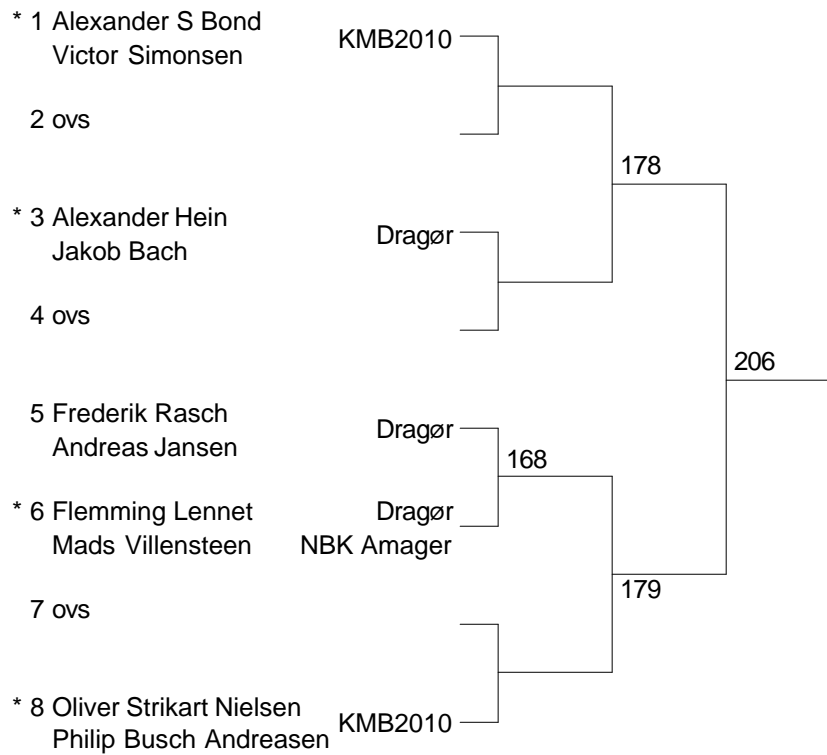 * 1 Alexander S Bond KMB2010
Victor Simonsen
2 ovs
178
* 3 Alexander Hein Dragør
Jakob Bach
4 ovs
206
5 Frederik Rasch Dragør
Andreas Jansen
168
* 6 Flemming Lennet Dragør
Mads Villensteen NBK Amager
179
7 ovs
* 8 Oliver Strikart Nielsen KMB2010
Philip Busch Andreasen